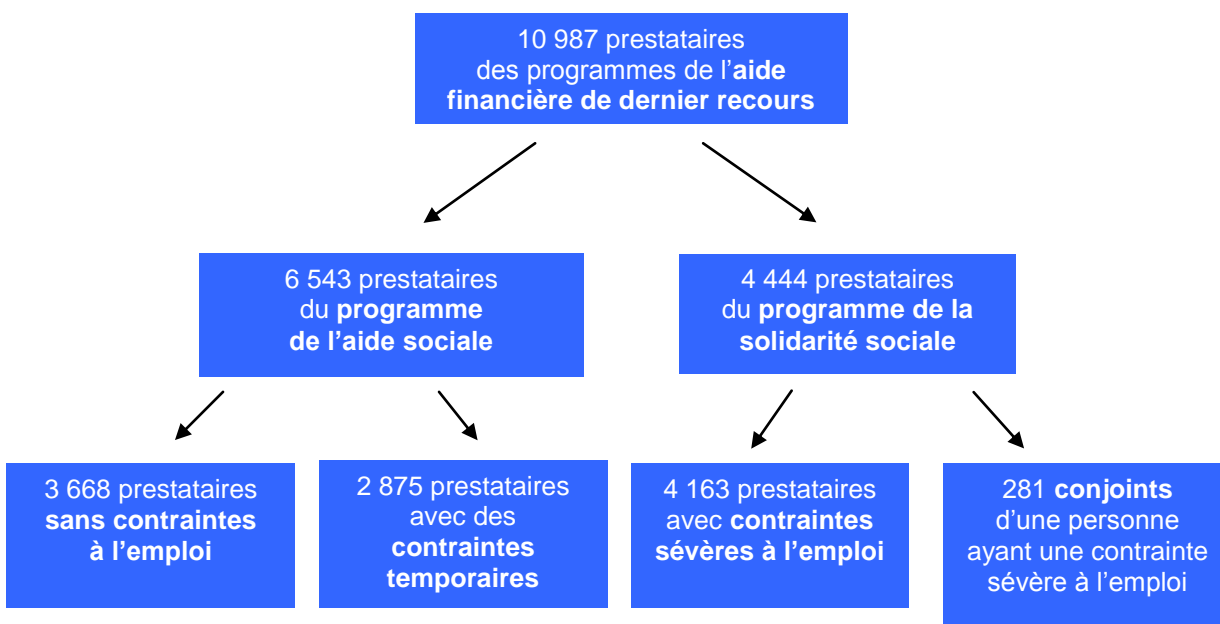 10 987 prestataires
des programmes de l’aide
financière de dernier recours
6 543 prestataires
du programme
de l’aide sociale
4 444 prestataires
du programme de la
solidarité sociale
3 668 prestataires
sans contraintes
à l’emploi
2 875 prestataires
avec des
contraintes
temporaires
4 163 prestataires
avec contraintes
sévères à l’emploi
281 conjoints
d’une personne
ayant une contrainte
sévère à l’emploi